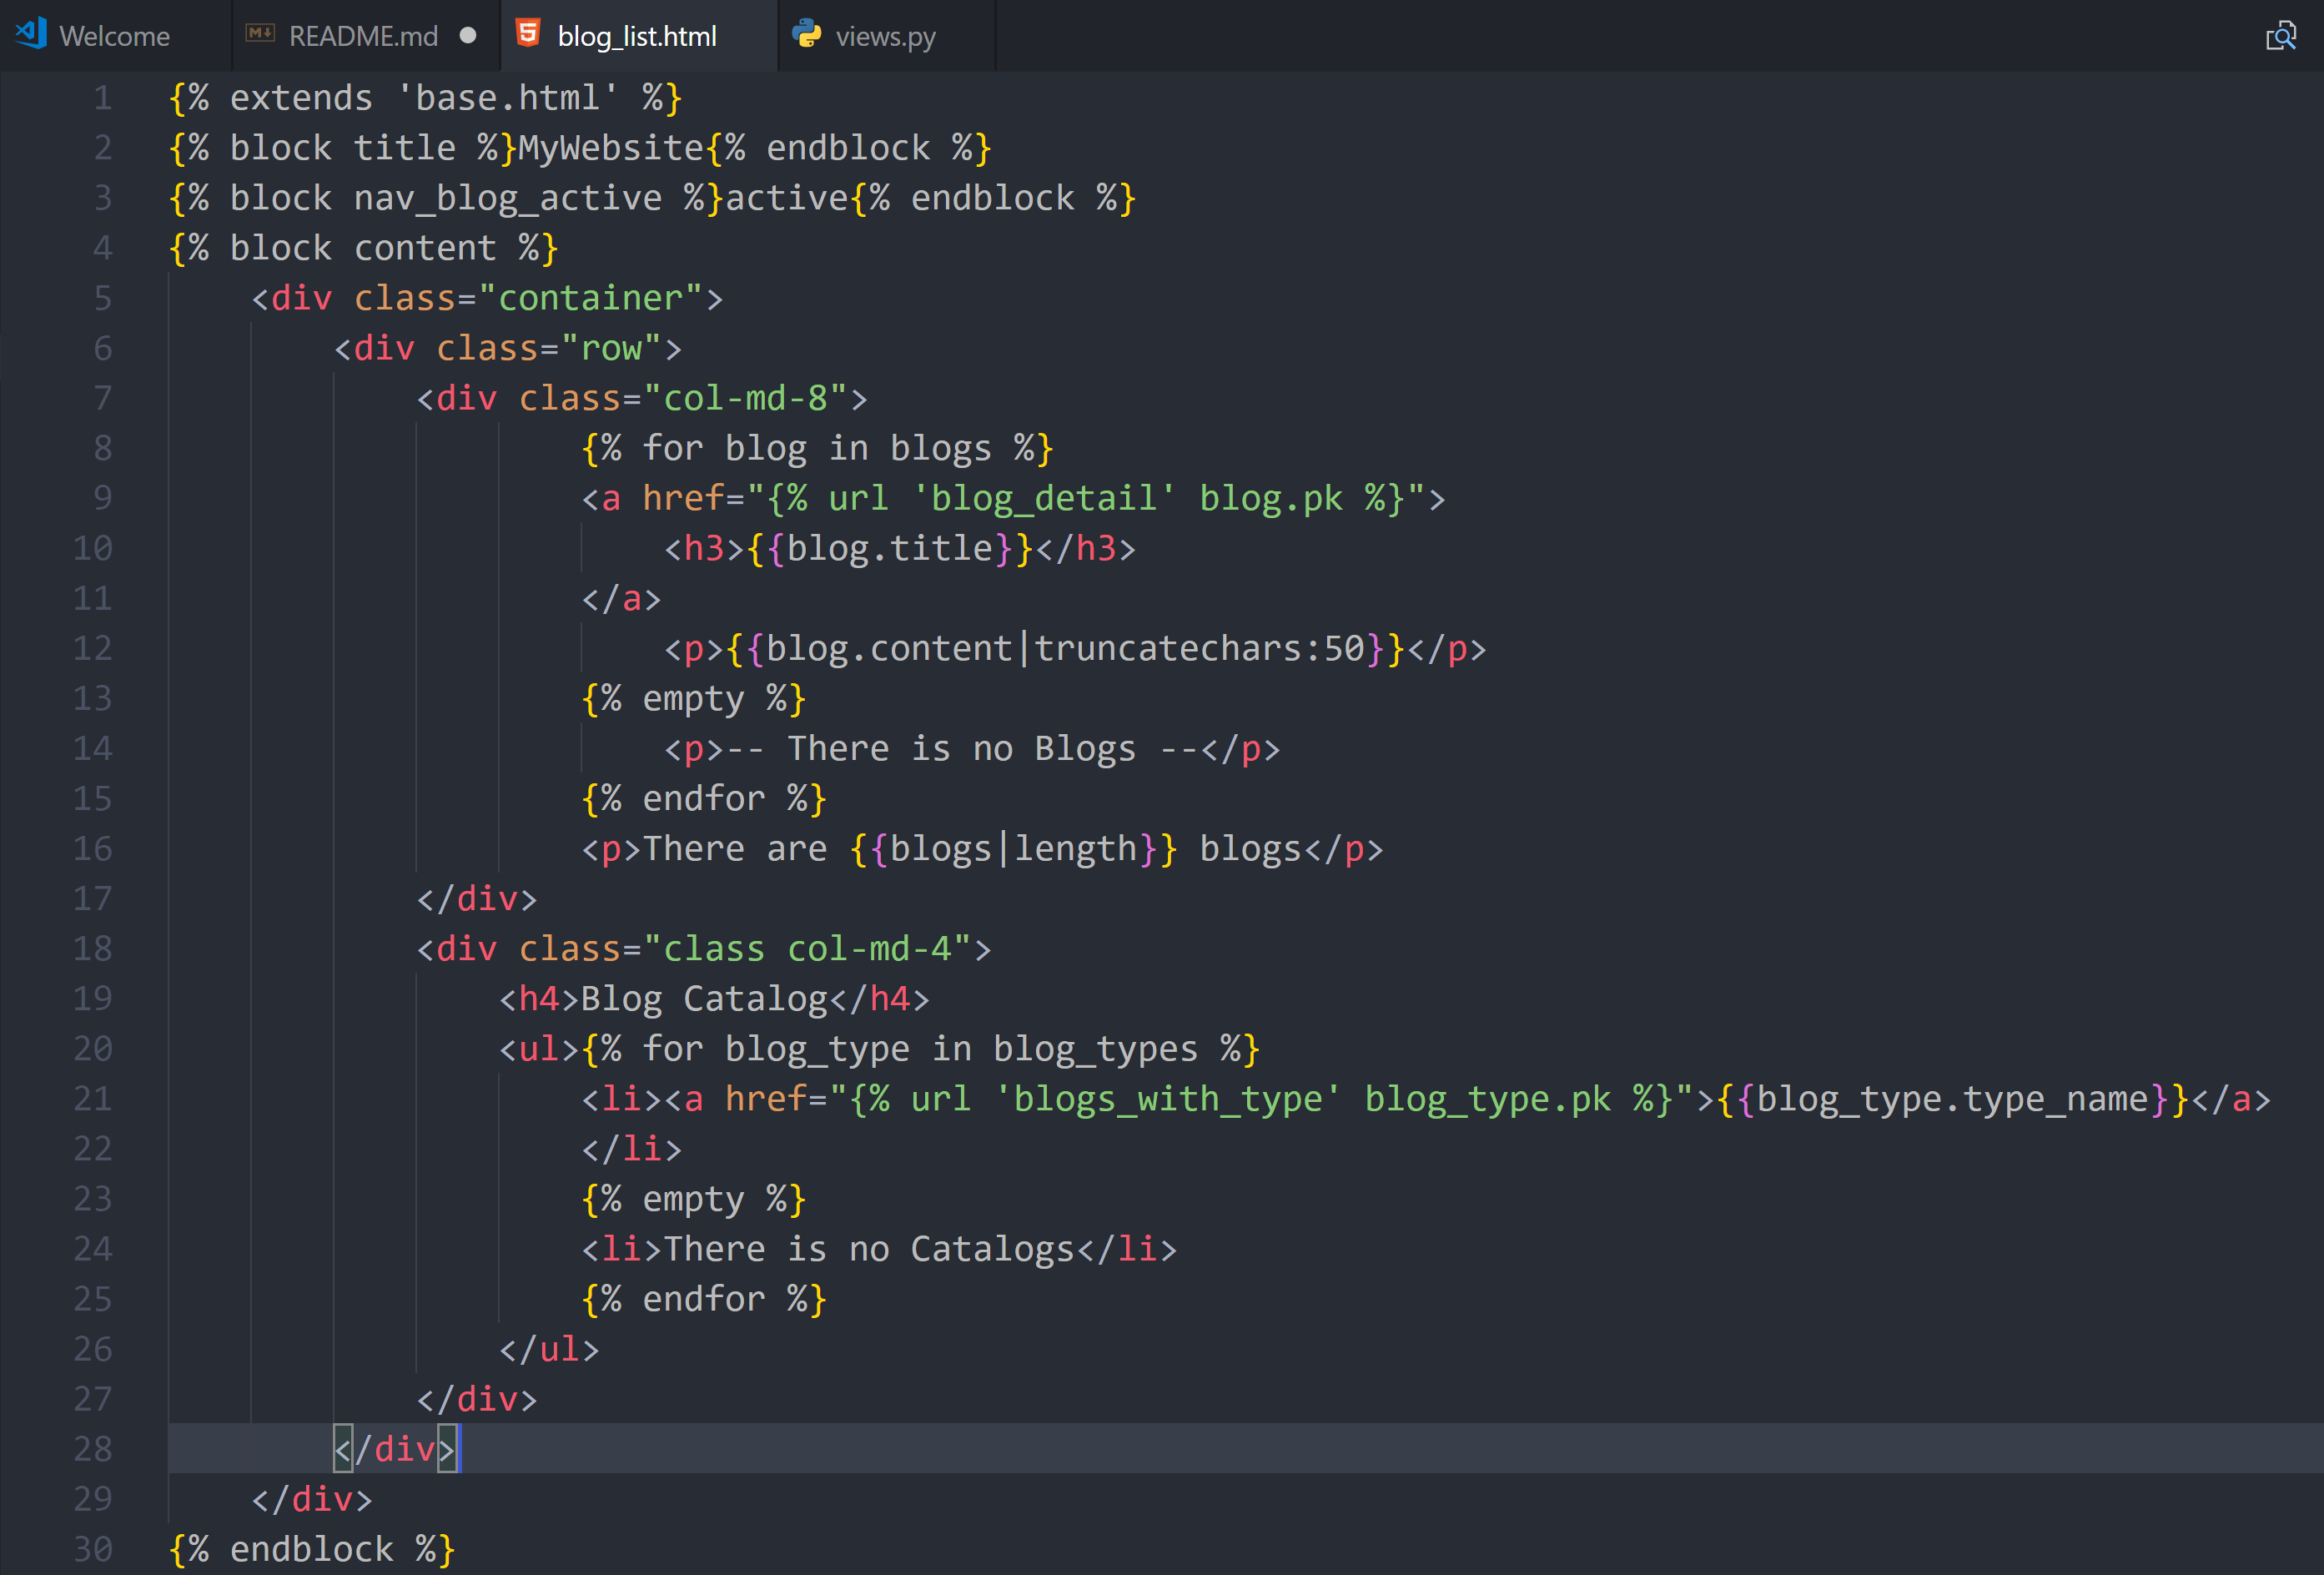 Welcome README.md blog_list.html views.py
1 {% extends 'base.html' %}
2 {% block title %}MyWebsite{% endblock %}
3 {% block nav_blog_active %}active{% endblock %}
4 {% block content %}
5 <div class="container">
6 <div class="row">
7 <div class="col-md-8">
8 {% for blog in blogs %}
9 <a href="{% url 'blog_detail' blog.pk %}">
10 <h3>{{blog.title}}</h3>
11 </a>
12 <p>{{blog.content|truncatechars:50}}</p>
13 {% empty %}
14 <p>-- There is no Blogs --</p>
15 {% endfor %}
16 <p>There are {{blogs|length}} blogs</p>
17 </div>
18 <div class="class col-md-4">
19 <h4>Blog Catalog</h4>
20 <ul>{% for blog_type in blog_types %}
21 <li><a href="{% url 'blogs_with_type' blog_type.pk %}">{{blog_type.type_name}}</a>
22 </li>
23 {% empty %}
24 <li>There is no Catalogs</li>
25 {% endfor %}
26 </ul>
27 </div>
28 </div>
29 </div>
30 {% endblock %}